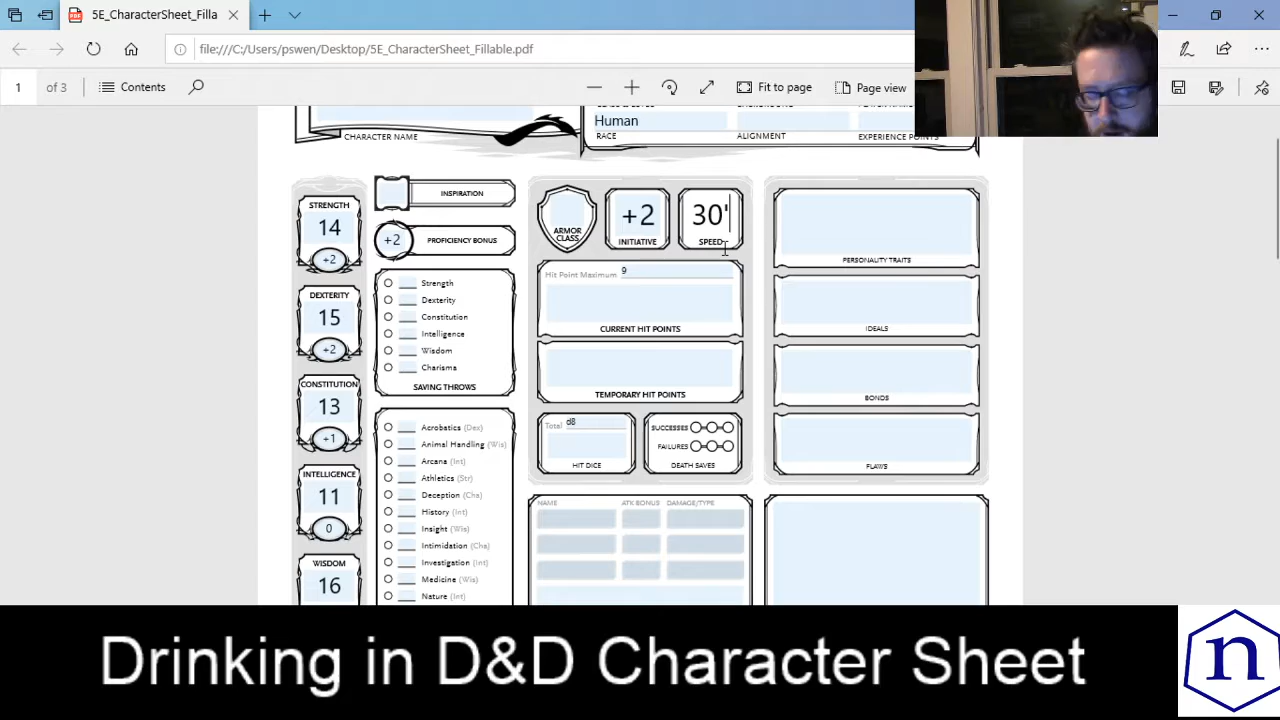 5E_CharacterSheet_Filla
file:///C:/Users/pswen/Desktop/5E_CharacterSheet_Fillable.pdf
1 of 3 Contents Fit to page Page view
Human
CHARACTER NAME
RACE ALIGNMENT EXPERIENCE POINTS
INSPIRATION
+2 PROFICIENCY BONUS
STRENGTH
14
+2
DEXTERITY
15
+2
CONSTITUTION
13
+1
INTELLIGENCE
11
0
WISDOM
16
Strength
Dexterity
Constitution
Intelligence
Wisdom
Charisma
SAVING THROWS
Acrobatics (Dex)
Animal Handling (Wis)
Arcana (Int)
Athletics (Str)
Deception (Cha)
History (Int)
Insight (Wis)
Intimidation (Cha)
Investigation (Int)
Medicine (Wis)
Nature (Int)
ARMOR
CLASS
+2
INITIATIVE
30'
SPEED
Hit Point Maximum 9
CURRENT HIT POINTS
TEMPORARY HIT POINTS
Total d8
HIT DICE
SUCCESSES
FAILURES
DEATH SAVES
NAME ATK BONUS DAMAGE/TYPE
PERSONALITY TRAITS
IDEALS
BONDS
FLAWS
Drinking in D&D Character Sheet
n